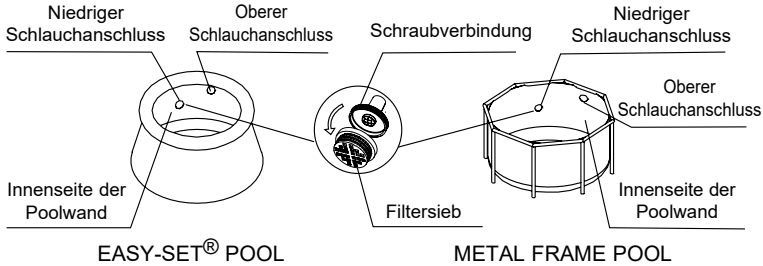 Niedriger
Schlauchanschluss
Oberer
Schlauchanschluss
Schraubverbindung
Niedriger
Schlauchanschluss
Oberer
Schlauchanschluss
Innenseite der
Poolwand
Filtersieb
Innenseite der
Poolwand
EASY-SET® POOL
METAL FRAME POOL